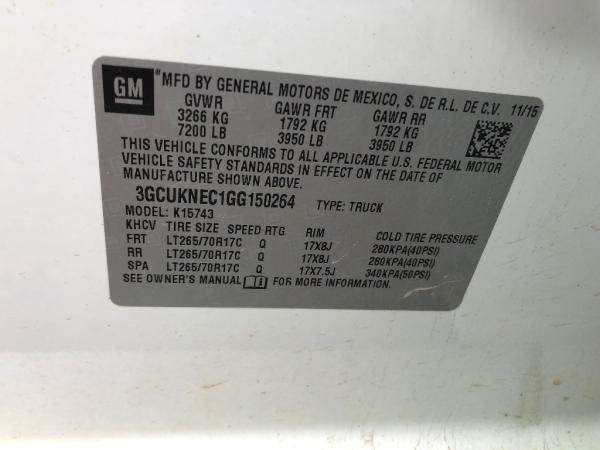 GM
*MFD BY GENERAL MOTORS DE MEXICO, S. DE R.L. DE C.V. 11/15
GVWR GAWR FRT GAWR RR
3266 KG 1792 KG 1792 KG
7200 LB 3950 LB 3950 LB
THIS VEHICLE CONFORMS TO ALL APPLICABLE U.S. FEDERAL MOTOR
VEHICLE SAFETY STANDARDS IN EFFECT ON THE DATE OF
MANUFACTURE SHOWN ABOVE.
3GCUKNEC1GG150264 TYPE: TRUCK
MODEL: K15743
KHCV TIRE SIZE SPEED RTG RIM COLD TIRE PRESSURE
FRT LT265/70R17C Q 17X8J 280KPA(40PSI)
RR LT265/70R17C Q 17X8J 280KPA(40PSI)
SPA LT265/70R17C Q 17X7.5J 340KPA(50PSI)
SEE OWNER'S MANUAL FOR MORE INFORMATION.